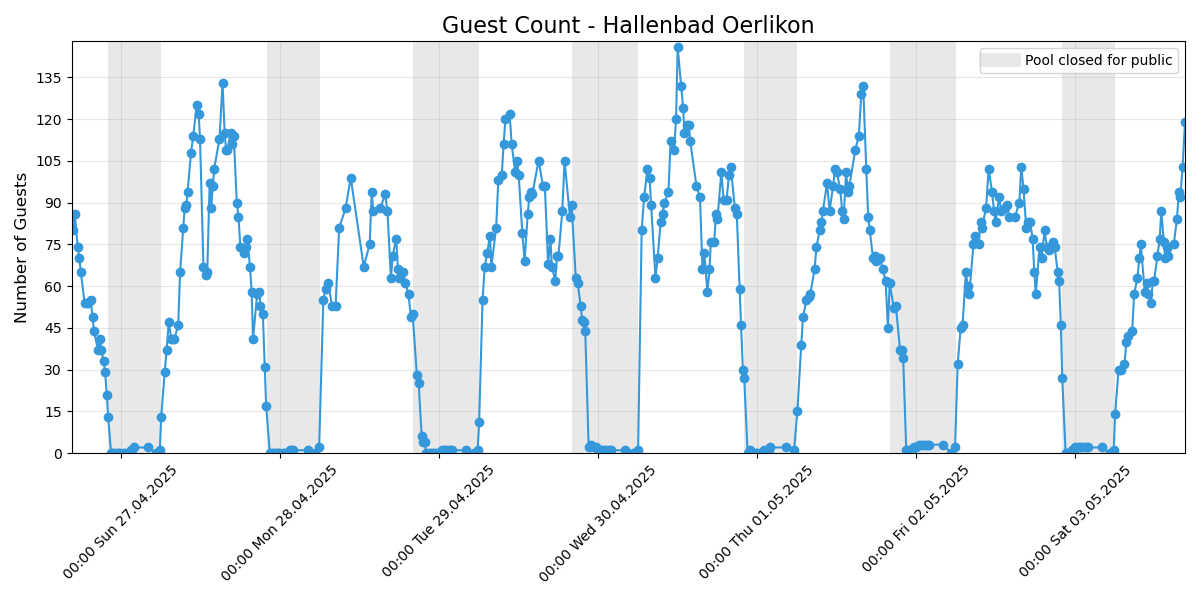 Guest Count - Hallenbad Oerlikon
Pool closed for public
Number of Guests
135
120
105
90
75
60
45
30
15
0
00:00 Sun 27.04.2025
00:00 Mon 28.04.2025
00:00 Tue 29.04.2025
00:00 Wed 30.04.2025
00:00 Thu 01.05.2025
00:00 Fri 02.05.2025
00:00 Sat 03.05.2025